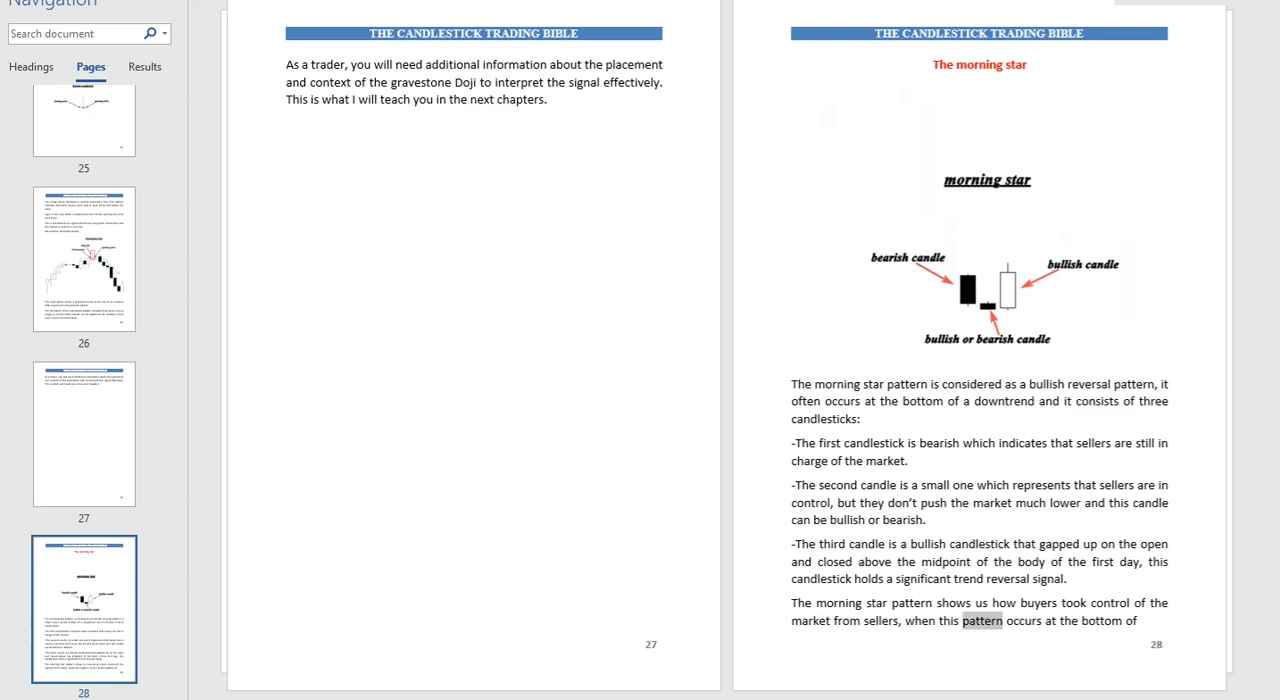 Navigation
Search document
Headings
Pages
Results
25
26
27
28
THE CANDLESTICK TRADING BIBLE
As a trader, you will need additional information about the placement
and context of the gravestone Doji to interpret the signal effectively.
This is what I will teach you in the next chapters.
27
THE CANDLESTICK TRADING BIBLE
The morning star
morning star
bearish candle
bullish candle
bullish or bearish candle
The morning star pattern is considered as a bullish reversal pattern, it
often occurs at the bottom of a downtrend and it consists of three
candlesticks:
-The first candlestick is bearish which indicates that sellers are still in
charge of the market.
-The second candle is a small one which represents that sellers are in
control, but they don’t push the market much lower and this candle
can be bullish or bearish.
-The third candle is a bullish candlestick that gapped up on the open
and closed above the midpoint of the body of the first day, this
candlestick holds a significant trend reversal signal.
The morning star pattern shows us how buyers took control of the
market from sellers, when this pattern occurs at the bottom of
28